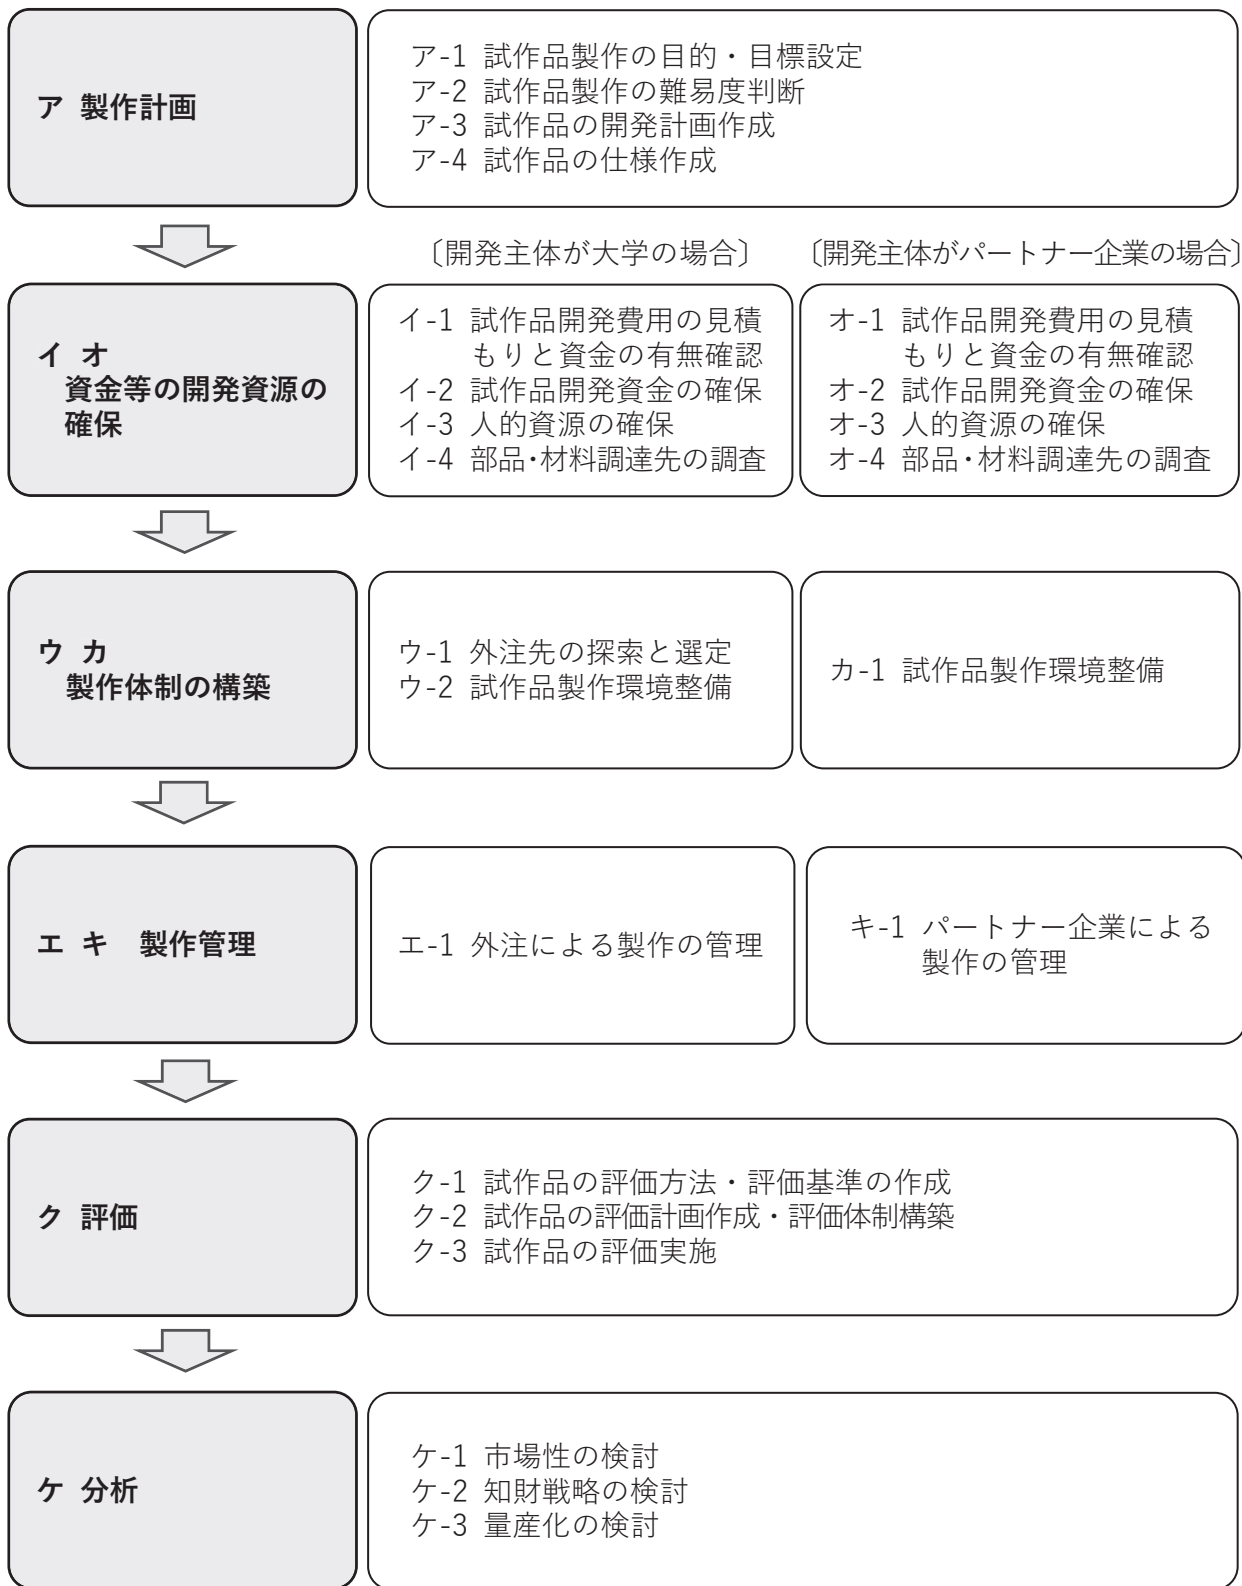 ア 製作計画
ア-1 試作品製作の目的・目標設定
ア-2 試作品製作の難易度判断
ア-3 試作品の開発計画作成
ア-4 試作品の仕様作成
〔開発主体が大学の場合〕
〔開発主体がパートナー企業の場合〕
イ オ
資金等の開発資源の
確保
イ-1 試作品開発費用の見積
もりと資金の有無確認
イ-2 試作品開発資金の確保
イ-3 人的資源の確保
イ-4 部品・材料調達先の調査
オ-1 試作品開発費用の見積
もりと資金の有無確認
オ-2 試作品開発資金の確保
オ-3 人的資源の確保
オ-4 部品・材料調達先の調査
ウ カ
製作体制の構築
ウ-1 外注先の探索と選定
ウ-2 試作品製作環境整備
カ-1 試作品製作環境整備
エ キ 製作管理
エ-1 外注による製作の管理
キ-1 パートナー企業による
製作の管理
ク 評価
ク-1 試作品の評価方法・評価基準の作成
ク-2 試作品の評価計画作成・評価体制構築
ク-3 試作品の評価実施
ケ 分析
ケ-1 市場性の検討
ケ-2 知財戦略の検討
ケ-3 量産化の検討